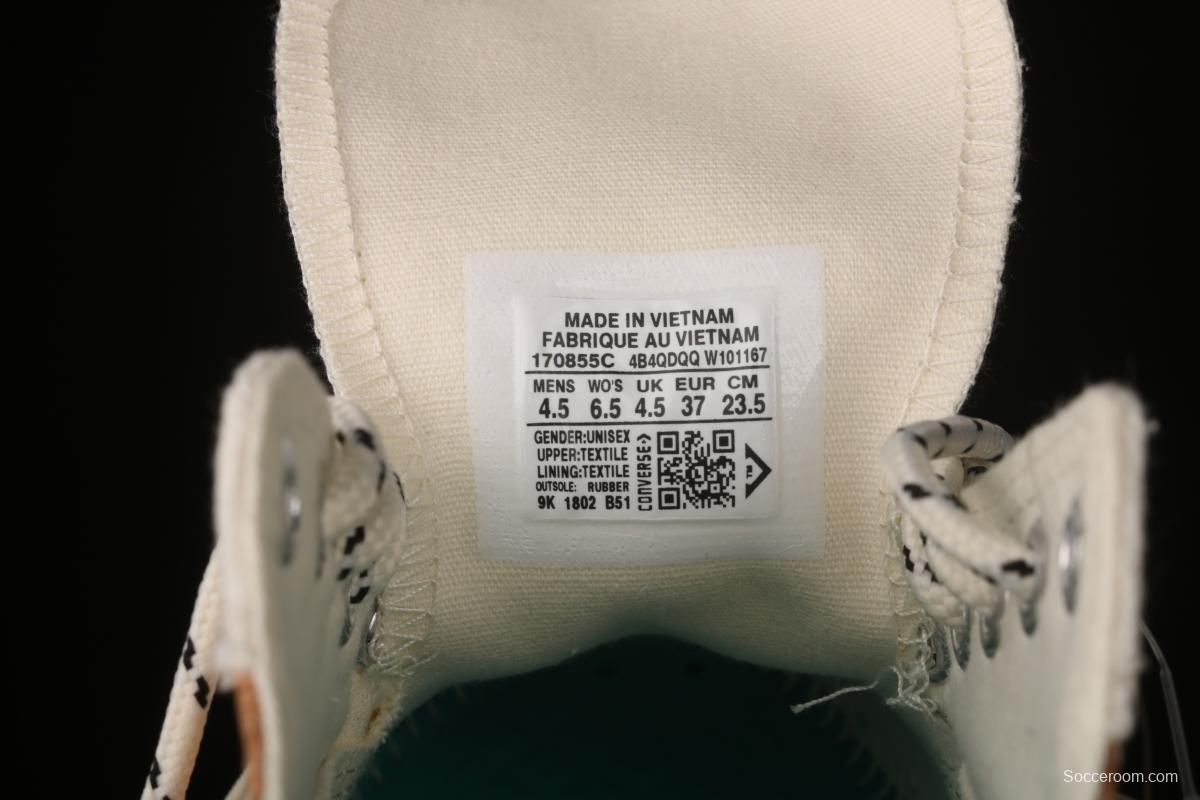 MADE IN VIETNAM
FABRIQUE AU VIETNAM
170855C 4B4QDQQ W101167
MENS WO'S UK EUR CM
4.5 6.5 4.5 37 23.5
GENDER:UNISEX
UPPER:TEXTILE
LINING:TEXTILE
OUTSOLE: RUBBER
9K 1802 B51
CONVERSE
Socceroom.com